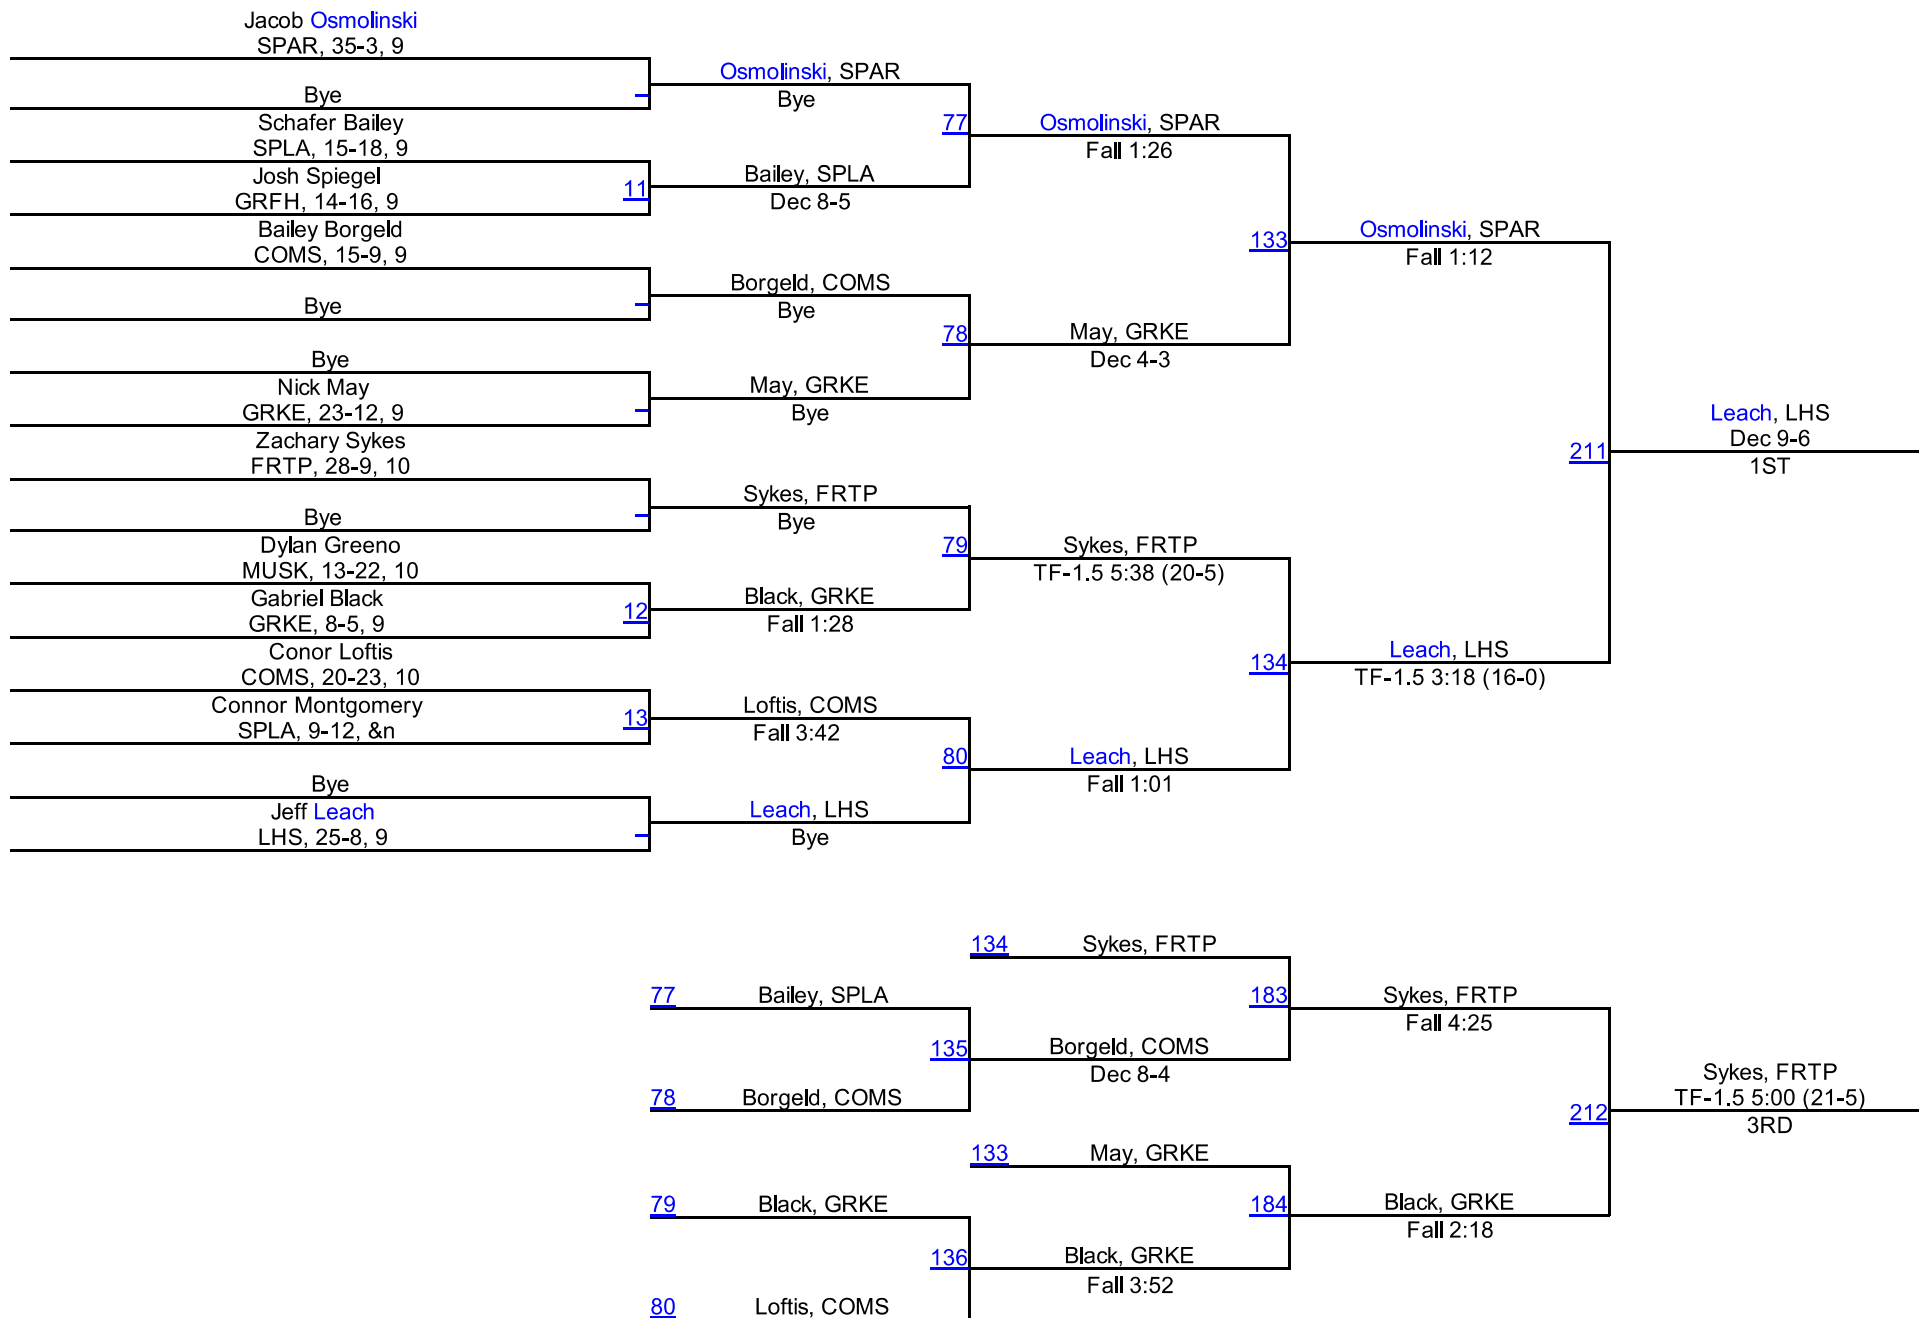 Jacob Osmolinski
SPAR, 35-3, 9
Bye
Schafer Bailey
SPLA, 15-18, 9
Josh Spiegel
GRFH, 14-16, 9
11
Bailey Borgeld
COMS, 15-9, 9
Bye
Bye
Nick May
GRKE, 23-12, 9
Zachary Sykes
FRTP, 28-9, 10
Bye
Dylan Greeno
MUSK, 13-22, 10
Gabriel Black
GRKE, 8-5, 9
12
Conor Loftis
COMS, 20-23, 10
Connor Montgomery
SPLA, 9-12, &n
13
Bye
Jeff Leach
LHS, 25-8, 9
Osmolinski, SPAR
Bye
77
Bailey, SPLA
Dec 8-5
Borgeld, COMS
Bye
78
May, GRKE
Bye
Sykes, FRTP
Bye
79
Black, GRKE
Fall 1:28
Loftis, COMS
Fall 3:42
80
Leach, LHS
Bye
Osmolinski, SPAR
Fall 1:26
133
May, GRKE
Dec 4-3
Sykes, FRTP
TF-1.5 5:38 (20-5)
134
Leach, LHS
Fall 1:01
Osmolinski, SPAR
Fall 1:12
211
Leach, LHS
TF-1.5 3:18 (16-0)
Leach, LHS
Dec 9-6
1ST
134 Sykes, FRTP
77 Bailey, SPLA
183
Sykes, FRTP
Fall 4:25
135
Borgeld, COMS
Dec 8-4
78 Borgeld, COMS
212
Sykes, FRTP
TF-1.5 5:00 (21-5)
3RD
133 May, GRKE
79 Black, GRKE
184
Black, GRKE
Fall 2:18
136
Black, GRKE
Fall 3:52
80 Loftis, COMS